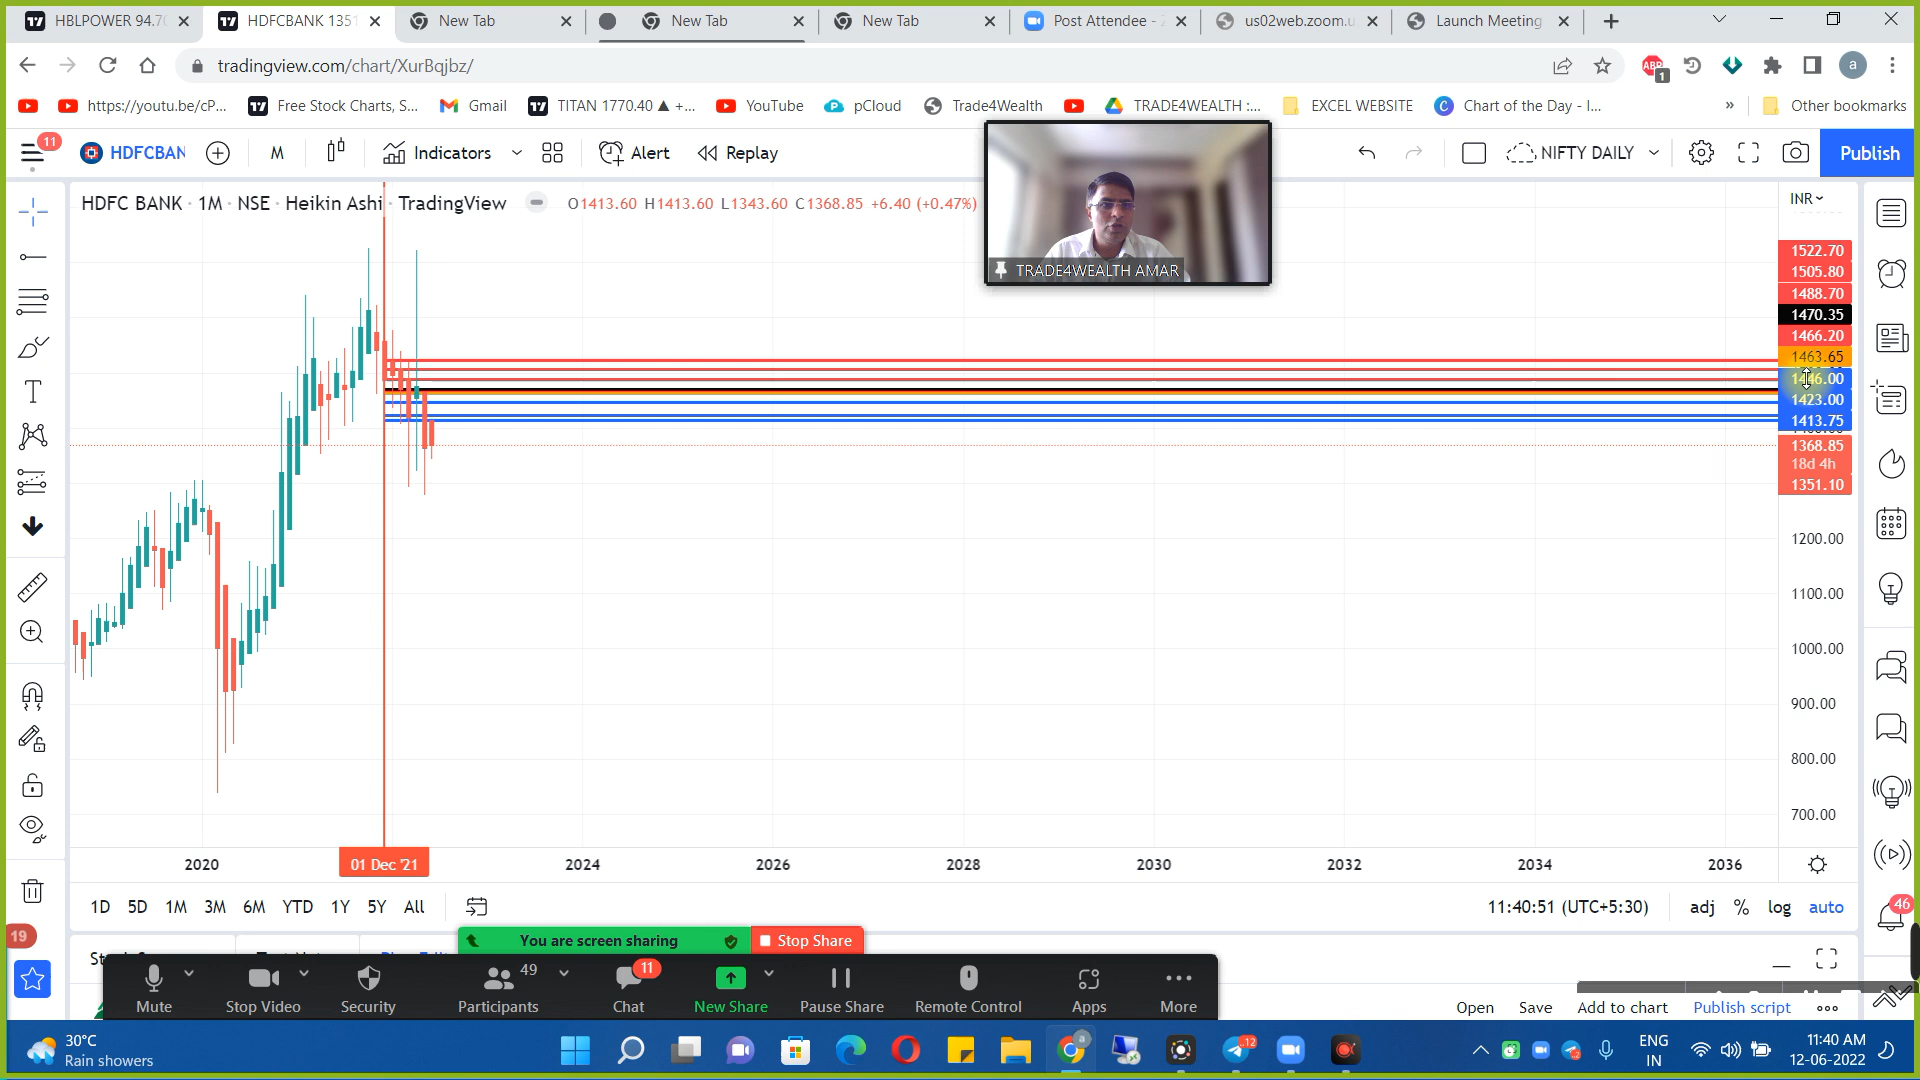 HBLPOWER 94.70
HDFCBANK 1351
New Tab
New Tab
New Tab
Post Attendee -
us02web.zoom.u
Launch Meeting
tradingview.com/chart/XurBqjbz/
ABP
1
a
https://youtu.be/cP...
Free Stock Charts, S...
Gmail
TITAN 1770.40 ▲ +...
YouTube
pCloud
Trade4Wealth
TRADE4WEALTH :...
EXCEL WEBSITE
Chart of the Day - I...
»
Other bookmarks
11
HDFCBAN
M
Indicators
Alert
Replay
NIFTY DAILY
Publish
HDFC BANK · 1M · NSE · Heikin Ashi · TradingView
O1413.60 H1413.60 L1343.60 C1368.85 +6.40 (+0.47%)
TRADE4WEALTH AMAR
INR
1522.70
1505.80
1488.70
1470.35
1466.20
1463.65
1446.00
1423.00
1413.75
1368.85
18d 4h
1351.10
1200.00
1100.00
1000.00
900.00
800.00
700.00
2020
01 Dec '21
2024
2026
2028
2030
2032
2034
2036
1D 5D 1M 3M 6M YTD 1Y 5Y All
11:40:51 (UTC+5:30)
adj % log auto
46
19
You are screen sharing
Stop Share
Mute
Stop Video
Security
49
Participants
11
Chat
New Share
Pause Share
Remote Control
Apps
More
Open
Save
Add to chart
Publish script
30°C
Rain showers
12
ENG
IN
11:40 AM
12-06-2022